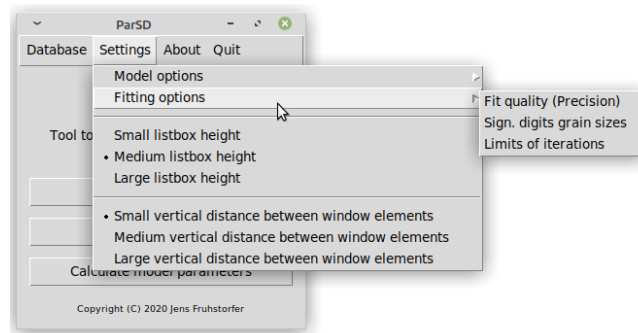 ParSD
Database Settings About Quit
Model options
Fitting options
Fit quality (Precision)
Sign. digits grain sizes
Limits of iterations
Tool to
Small listbox height
• Medium listbox height
Large listbox height
• Small vertical distance between window elements
Medium vertical distance between window elements
Large vertical distance between window elements
Calculate model parameters
Copyright (C) 2020 Jens Fruhstorfer